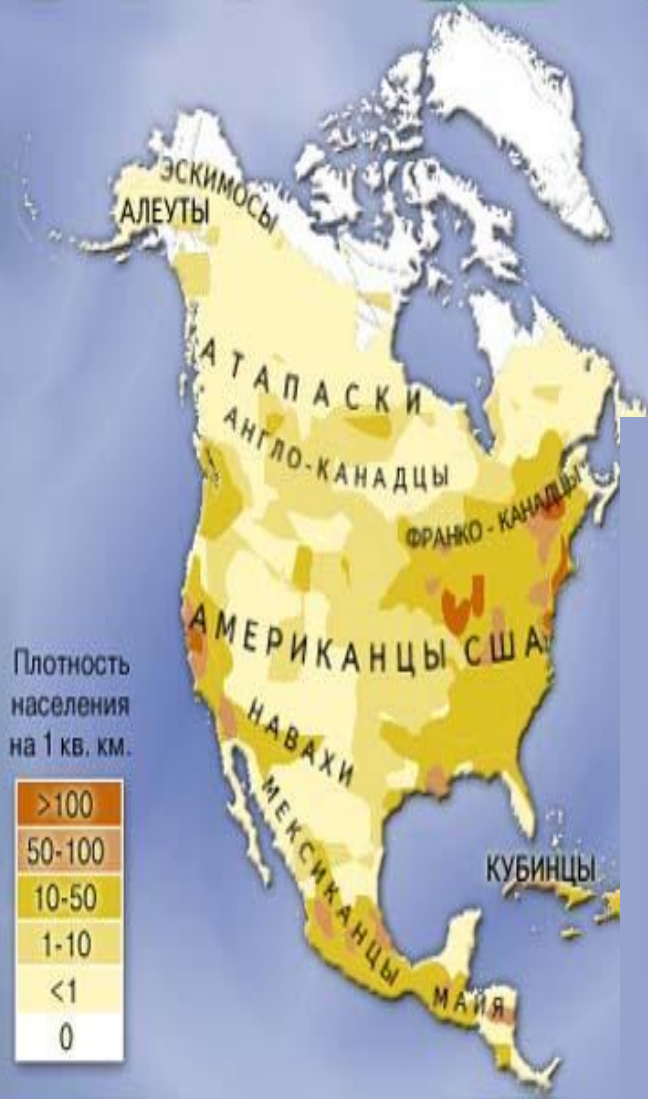 ЭСКИМОСЫ
АЛЕУТЫ
АТАПАСКИ
АНГЛО-КАНАДЦЫ
ФРАНКО - КАНАДЦЫ
АМЕРИКАНЦЫ США
НАВАХИ
МЕКСИКАНЦЫ
КУБИНЦЫ
МАЙЯ
Плотность
населения
на 1 кв. км.
>100
50-100
10-50
1-10
<1
0